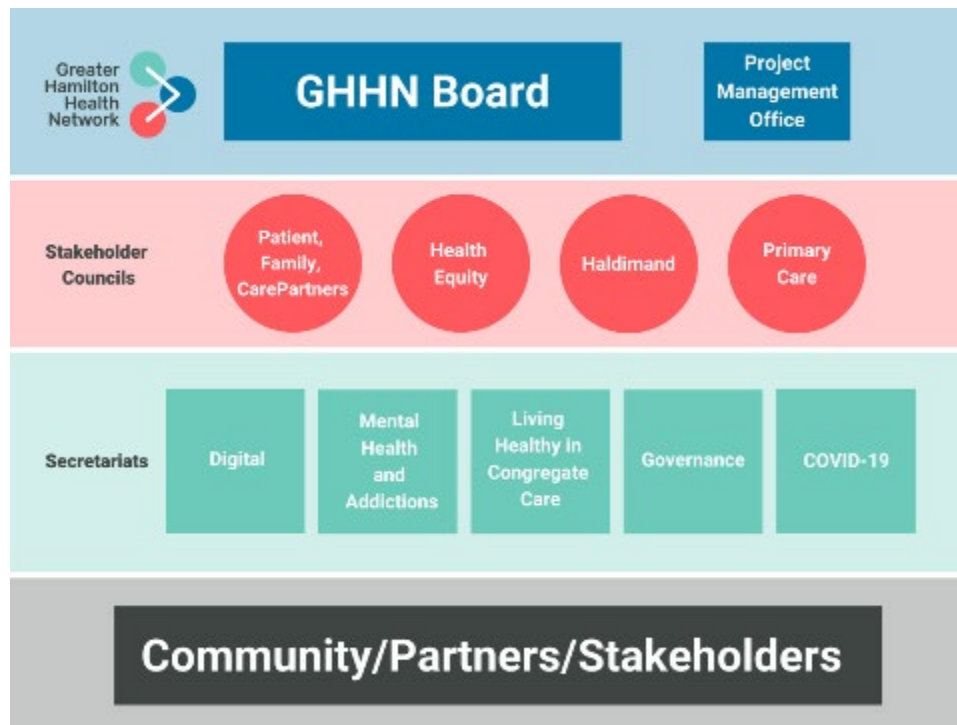 Greater
Hamilton
Health
Network
GHHN Board
Project
Management
Office
Stakeholder
Councils
Patient,
Family,
CarePartners
Health
Equity
Haldimand
Primary
Care
Secretariats
Digital
Mental
Health
and
Addictions
Living
Healthy in
Congregate
Care
Governance
COVID-19
Community/Partners/Stakeholders